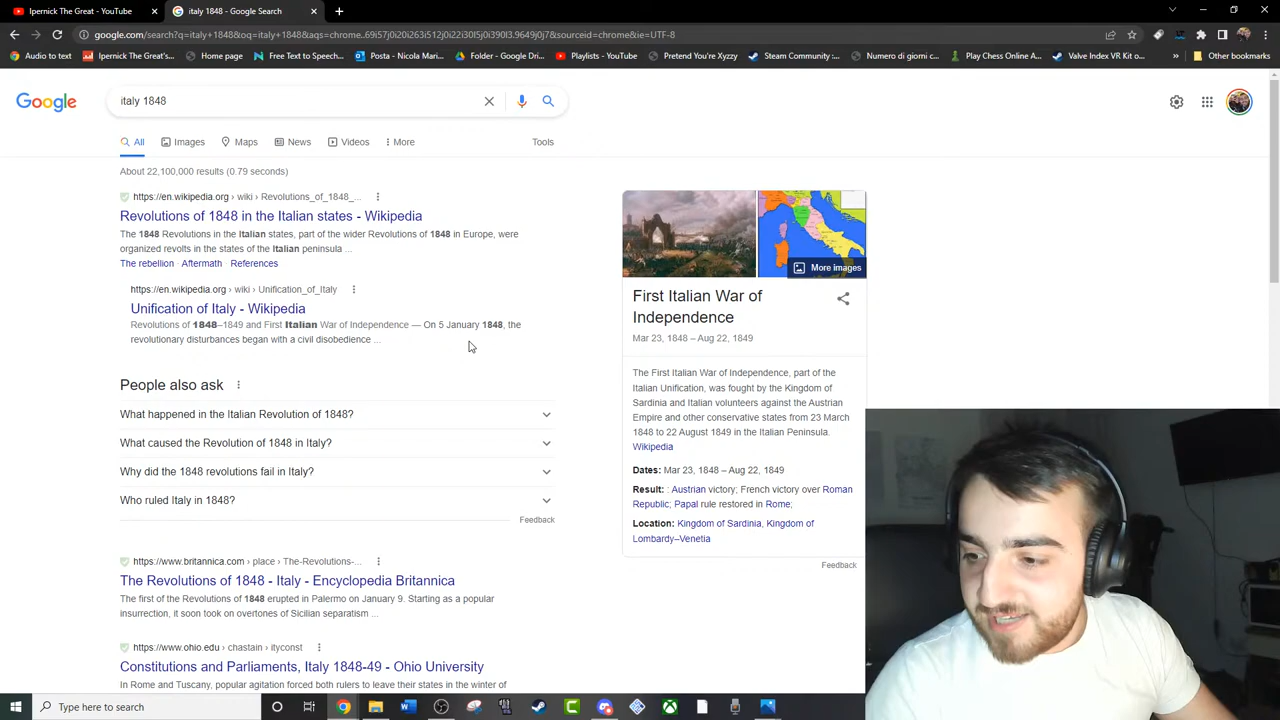 Ipernick The Great - YouTube
italy 1848 - Google Search
google.com/search?q=italy+1848&oq=italy+1848&aqs=chrome..69i57j0i20i263i512j0i22i30l5j0i390l3.9649j0j7&sourceid=chrome&ie=UTF-8
Audio to text
Ipernick The Great's...
Home page
Free Text to Speech...
Posta - Nicola Mari...
Folder - Google Dri...
Playlists - YouTube
Pretend You're Xyzzy
Steam Community :...
Numero di giorni c...
Play Chess Online A...
Valve Index VR Kit o...
Other bookmarks
Google
italy 1848
All
Images
Maps
News
Videos
More
Tools
About 22,100,000 results (0.79 seconds)
https://en.wikipedia.org › wiki › Revolutions_of_1848_...
Revolutions of 1848 in the Italian states - Wikipedia
The 1848 Revolutions in the Italian states, part of the wider Revolutions of 1848 in Europe, were
organized revolts in the states of the Italian peninsula ...
The rebellion · Aftermath · References
https://en.wikipedia.org › wiki › Unification_of_Italy
Unification of Italy - Wikipedia
Revolutions of 1848–1849 and First Italian War of Independence — On 5 January 1848, the
revolutionary disturbances began with a civil disobedience ...
People also ask
What happened in the Italian Revolution of 1848?
What caused the Revolution of 1848 in Italy?
Why did the 1848 revolutions fail in Italy?
Who ruled Italy in 1848?
Feedback
https://www.britannica.com › place › The-Revolutions-...
The Revolutions of 1848 - Italy - Encyclopedia Britannica
The first of the Revolutions of 1848 erupted in Palermo on January 9. Starting as a popular
insurrection, it soon took on overtones of Sicilian separatism ...
https://www.ohio.edu › chastain › ityconst
Constitutions and Parliaments, Italy 1848-49 - Ohio University
In Rome and Tuscany, popular agitation forced both rulers to leave their states in the winter of
More images
First Italian War of
Independence
Mar 23, 1848 – Aug 22, 1849
The First Italian War of Independence, part of the
Italian Unification, was fought by the Kingdom of
Sardinia and Italian volunteers against the Austrian
Empire and other conservative states from 23 March
1848 to 22 August 1849 in the Italian Peninsula.
Wikipedia
Dates: Mar 23, 1848 – Aug 22, 1849
Result: : Austrian victory; French victory over Roman
Republic; Papal rule restored in Rome;
Location: Kingdom of Sardinia, Kingdom of
Lombardy–Venetia
Feedback
Type here to search